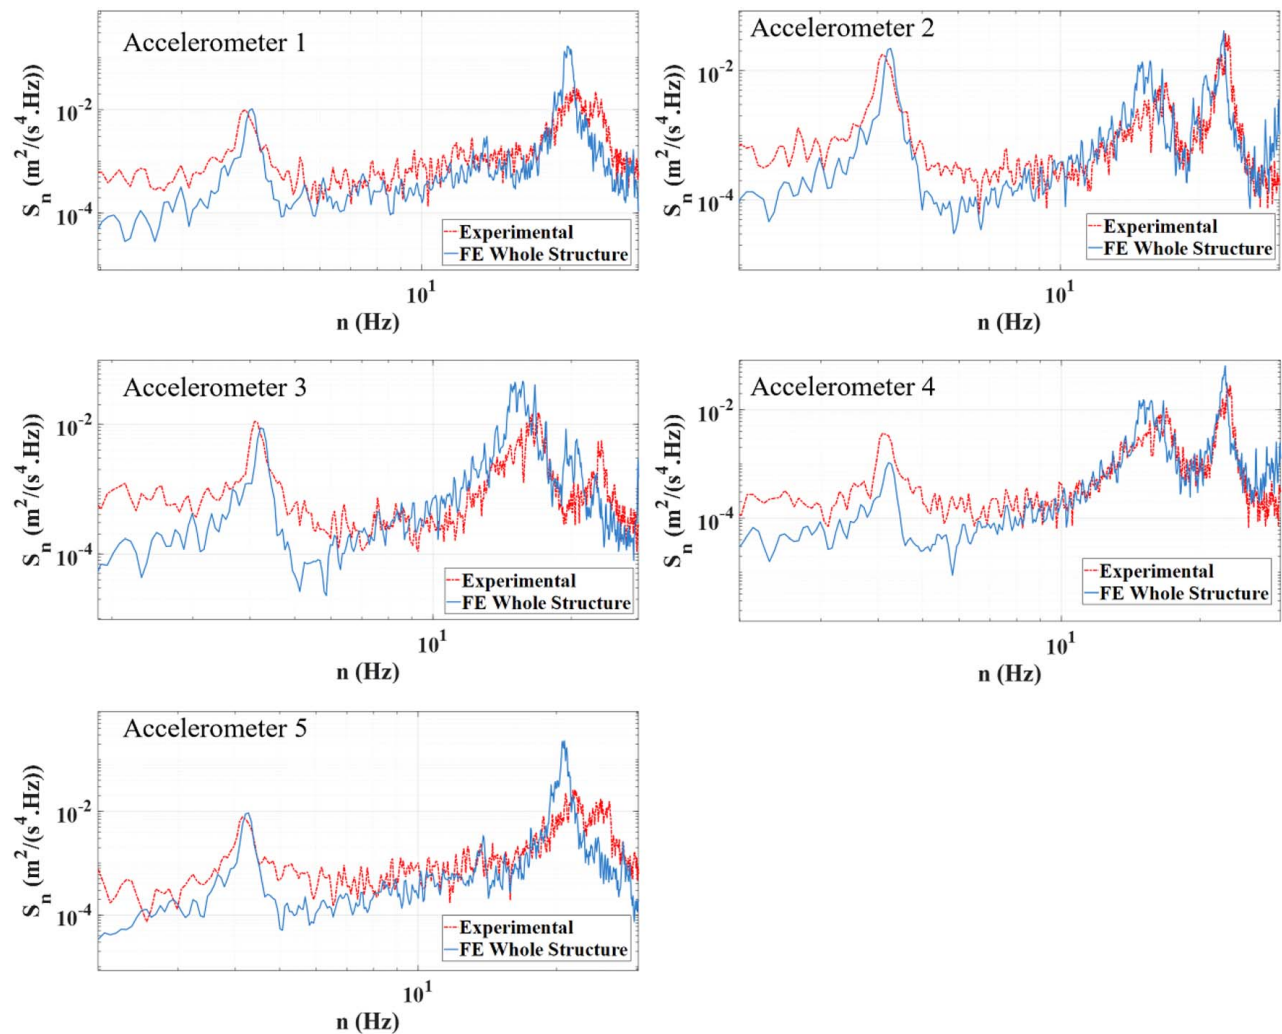 Accelerometer 1
S_n (m^2/(s^4.Hz))
10^-2
10^-4
Experimental
FE Whole Structure
10^1
n (Hz)
Accelerometer 2
S_n (m^2/(s^4.Hz))
10^-2
10^-4
Experimental
FE Whole Structure
10^1
n (Hz)
Accelerometer 3
S_n (m^2/(s^4.Hz))
10^-2
10^-4
Experimental
FE Whole Structure
10^1
n (Hz)
Accelerometer 4
S_n (m^2/(s^4.Hz))
10^-2
10^-4
Experimental
FE Whole Structure
10^1
n (Hz)
Accelerometer 5
S_n (m^2/(s^4.Hz))
10^-2
10^-4
Experimental
FE Whole Structure
10^1
n (Hz)